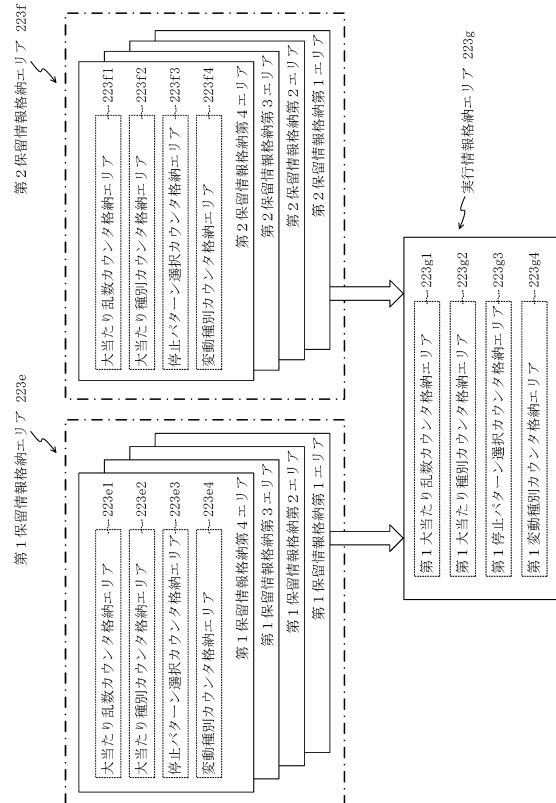 第１保留情報格納エリア 223e
大当たり乱数カウンタ格納エリア
223e1
大当たり種別カウンタ格納エリア
223e2
停止パターン選択カウンタ格納エリア
223e3
変動種別カウンタ格納エリア
223e4
第１保留情報格納第４エリア
第１保留情報格納第３エリア
第１保留情報格納第２エリア
第１保留情報格納第１エリア
第２保留情報格納エリア 223f
大当たり乱数カウンタ格納エリア
223f1
大当たり種別カウンタ格納エリア
223f2
停止パターン選択カウンタ格納エリア
223f3
変動種別カウンタ格納エリア
223f4
第２保留情報格納第４エリア
第２保留情報格納第３エリア
第２保留情報格納第２エリア
第２保留情報格納第１エリア
実行情報格納エリア 223g
第１大当たり乱数カウンタ格納エリア
223g1
第１大当たり種別カウンタ格納エリア
223g2
第１停止パターン選択カウンタ格納エリア
223g3
第１変動種別カウンタ格納エリア
223g4